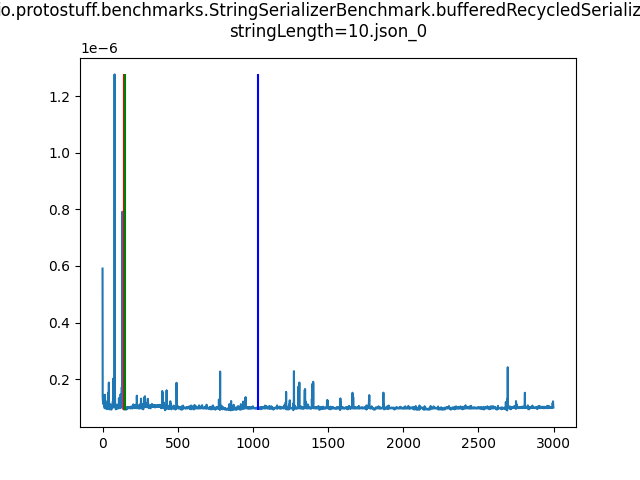 io.protostuff.benchmarks.StringSerializerBenchmark.bufferedRecycledSerializ
stringLength=10.json_0
1e−6
1.2
1.0
0.8
0.6
0.4
0.2
0 500 1000 1500 2000 2500 3000